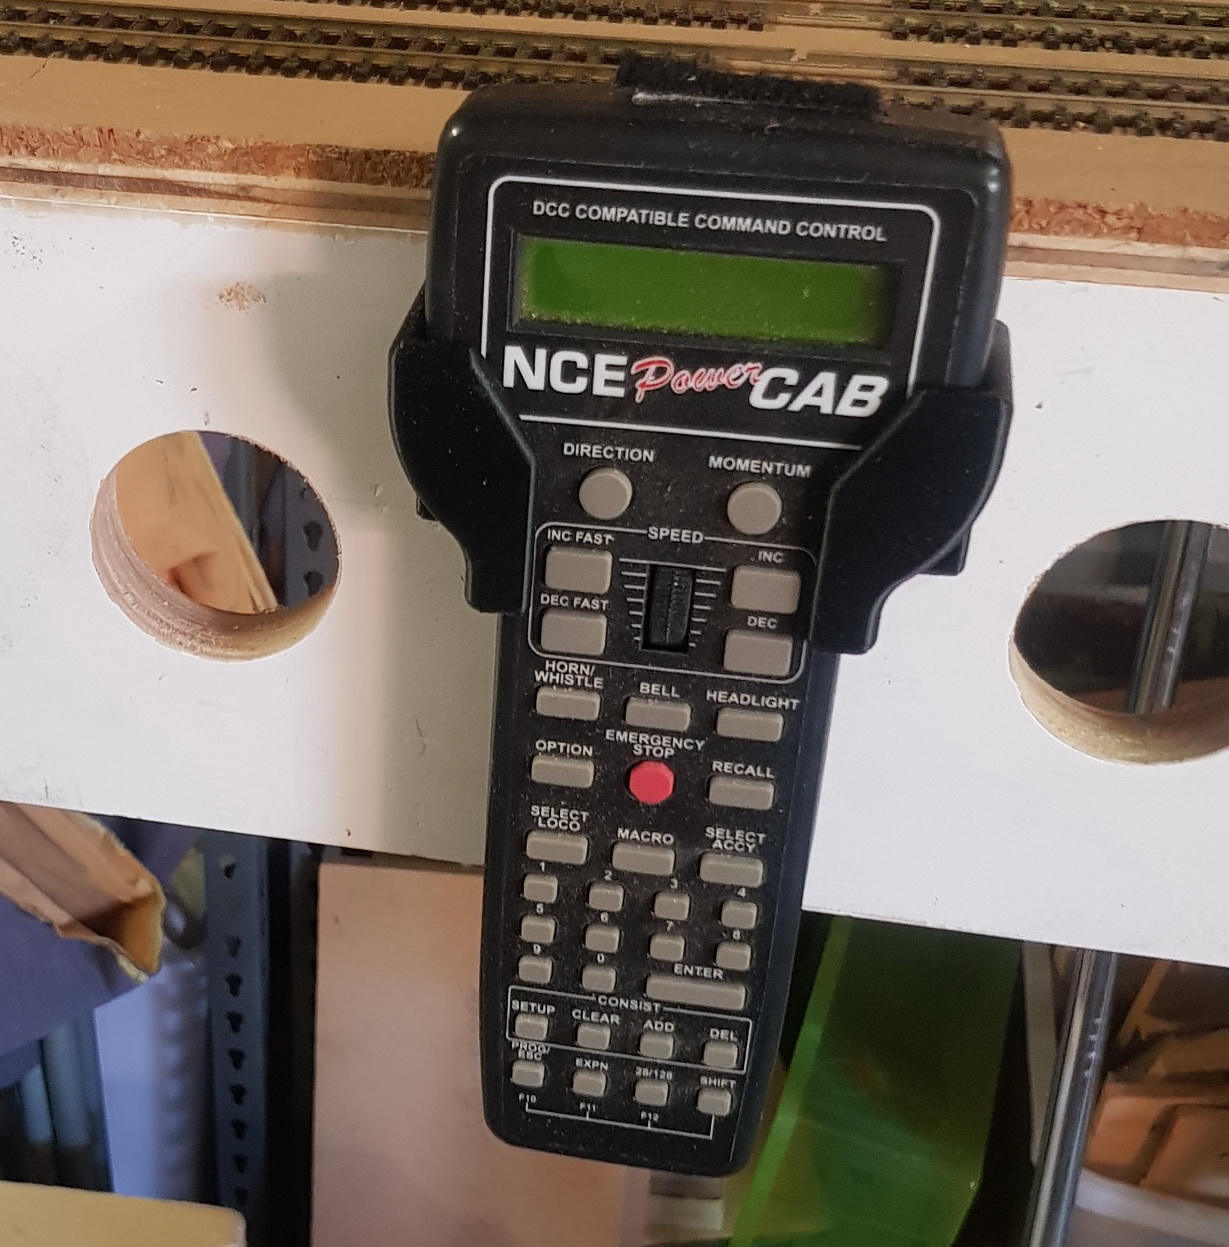 DCC COMPATIBLE COMMAND CONTROL
NCE Power CAB
DIRECTION MOMENTUM
SPEED
INC FAST INC
DEC FAST DEC
HORN/
WHISTLE BELL HEADLIGHT
EMERGENCY
STOP
OPTION RECALL
SELECT
LOCO MACRO SELECT
ACCY
1 2 3 4
5 6 7 8
9 0 ENTER
CONSIST
SETUP CLEAR ADD DEL
PROG/
ESC EXPN 28/128 SHIFT
F10 F11 F12